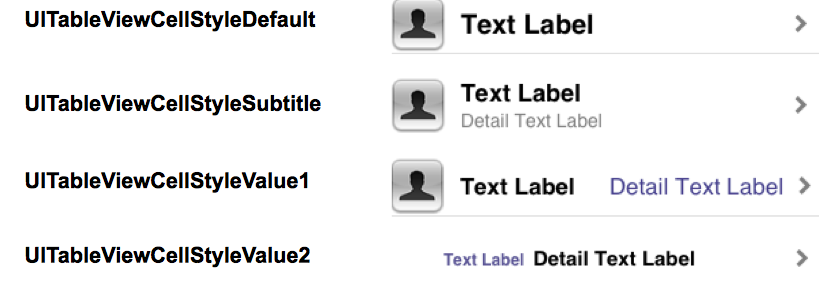 UITableViewCellStyleDefault Text Label
UITableViewCellStyleSubtitle Text Label
Detail Text Label
UITableViewCellStyleValue1 Text Label Detail Text Label
UITableViewCellStyleValue2 Text Label Detail Text Label